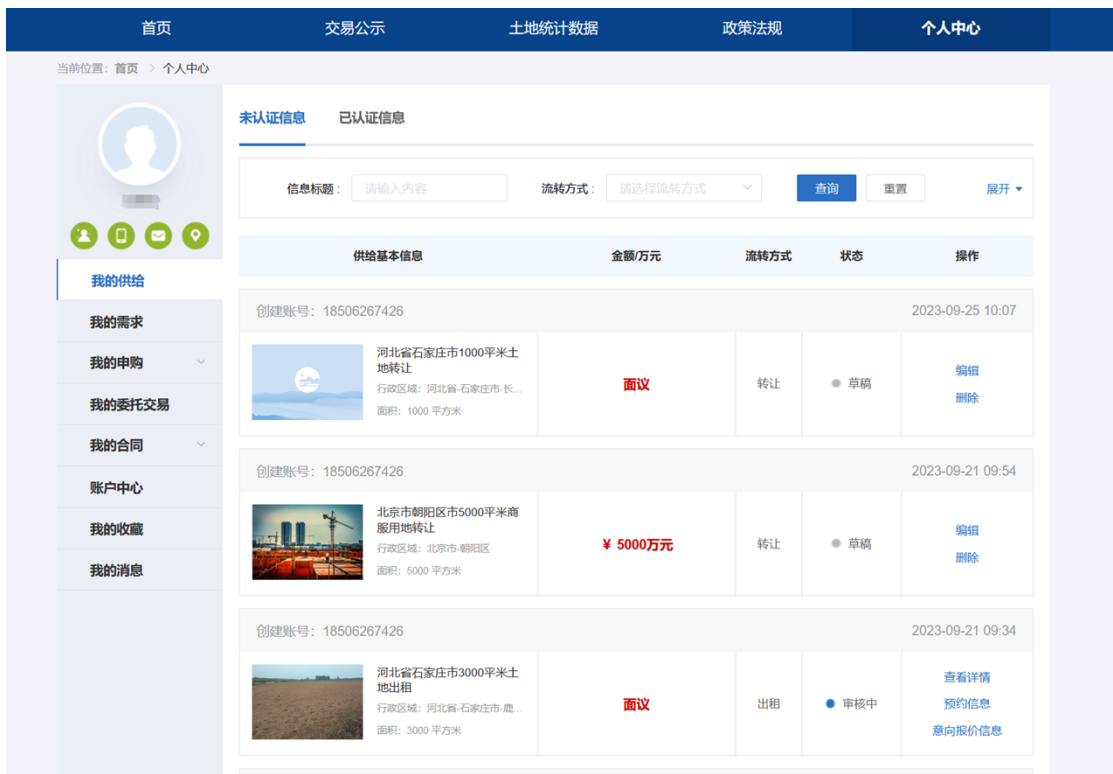 首页 交易公示 土地统计数据 政策法规 个人中心
当前位置：首页 > 个人中心
我的供给
我的需求
我的申购
我的委托交易
我的合同
账户中心
我的收藏
我的消息
未认证信息 已认证信息
信息标题： 请输入内容 流转方式： 请选择流转方式 查询 重置 展开
供给基本信息 金额/万元 流转方式 状态 操作
创建账号：18506267426 2023-09-25 10:07
河北省石家庄市1000平米土
地转让
行政区域：河北省-石家庄市-长...
面积：1000 平方米
面议
转让
草稿
编辑
删除
创建账号：18506267426 2023-09-21 09:54
北京市朝阳区市5000平米商
服用地转让
行政区域：北京市-朝阳区
面积：5000 平方米
¥ 5000万元
转让
草稿
编辑
删除
创建账号：18506267426 2023-09-21 09:34
河北省石家庄市3000平米土
地出租
行政区域：河北省-石家庄市-鹿...
面积：3000 平方米
面议
出租
审核中
查看详情
预约信息
意向报价信息